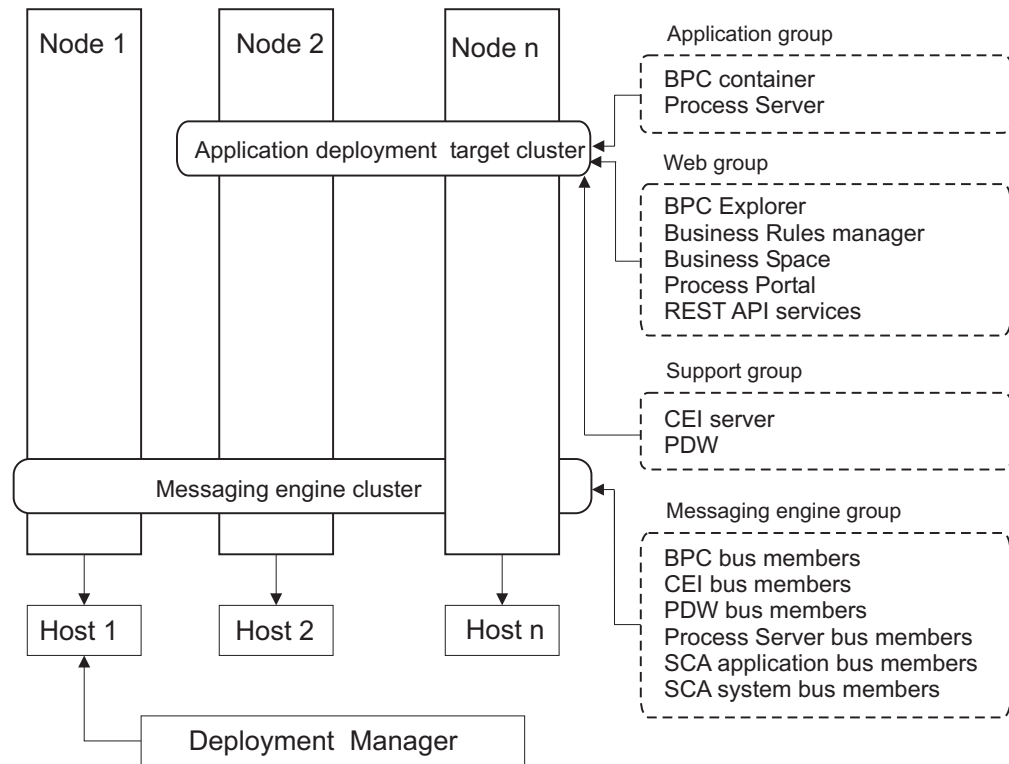 Node 1
Node 2
Node n
Application deployment target cluster
Messaging engine cluster
Host 1
Host 2
Host n
Deployment Manager
Application group
BPC container
Process Server
Web group
BPC Explorer
Business Rules manager
Business Space
Process Portal
REST API services
Support group
CEI server
PDW
Messaging engine group
BPC bus members
CEI bus members
PDW bus members
Process Server bus members
SCA application bus members
SCA system bus members